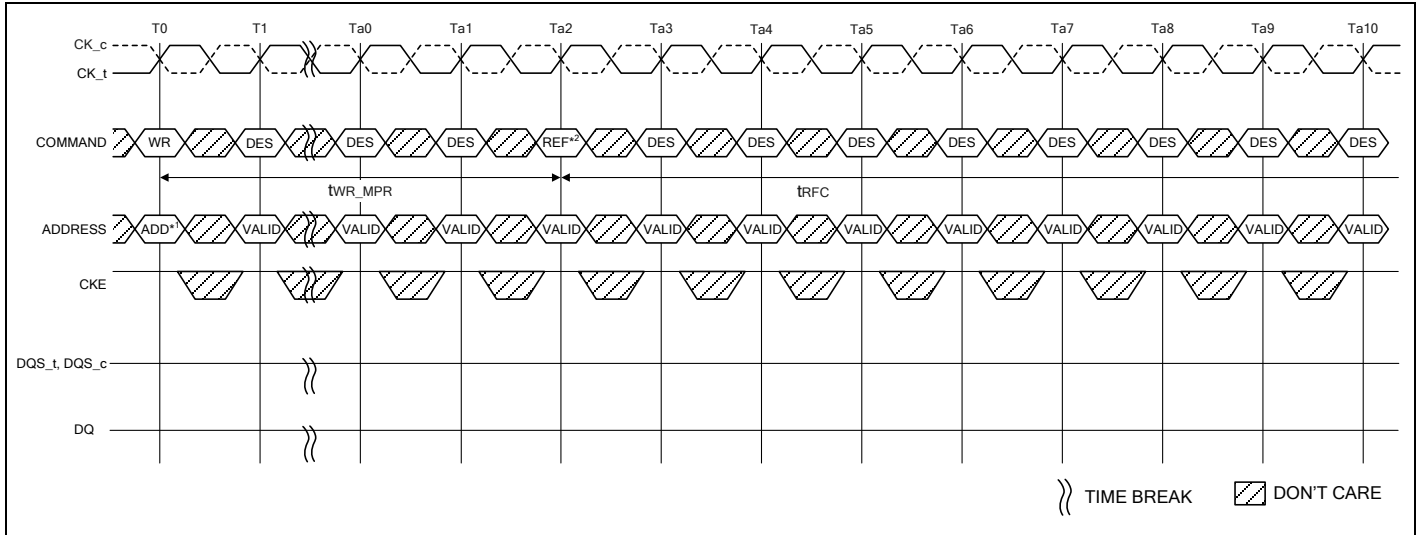 T0 T1 Ta0 Ta1 Ta2 Ta3 Ta4 Ta5 Ta6 Ta7 Ta8 Ta9 Ta10
CK_c
CK_t
COMMAND WR DES DES DES REF*2 DES DES DES DES DES DES DES DES
tWR_MPR tRFC
ADDRESS ADD*1 VALID VALID VALID VALID VALID VALID VALID VALID VALID VALID VALID VALID
CKE
DQS_t, DQS_c
DQ
TIME BREAK DON'T CARE